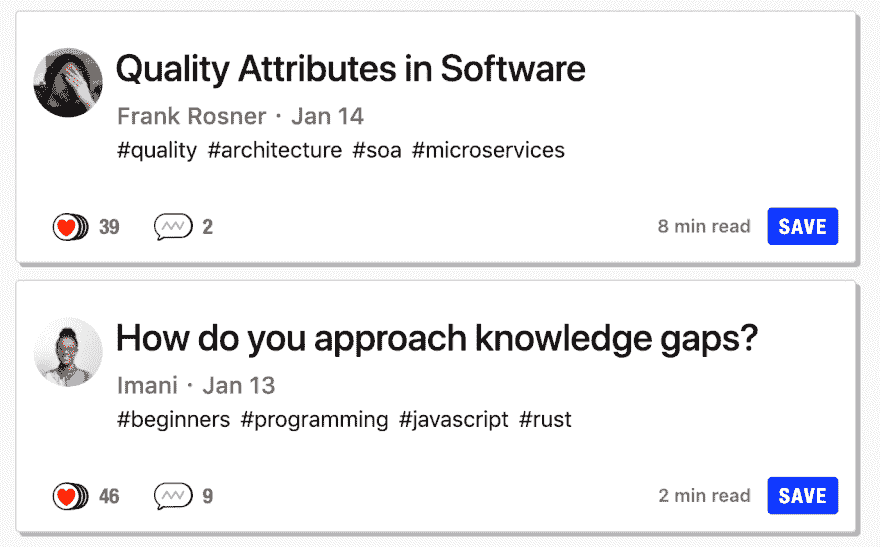 Quality Attributes in Software
Frank Rosner · Jan 14
#quality #architecture #soa #microservices
39 2 8 min read SAVE
How do you approach knowledge gaps?
Imani · Jan 13
#beginners #programming #javascript #rust
46 9 2 min read SAVE